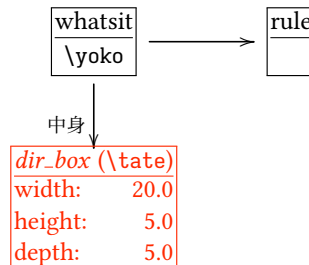 whatsit
\yoko
rule
中身
dir_box (\tate)
width: 20.0
height: 5.0
depth: 5.0